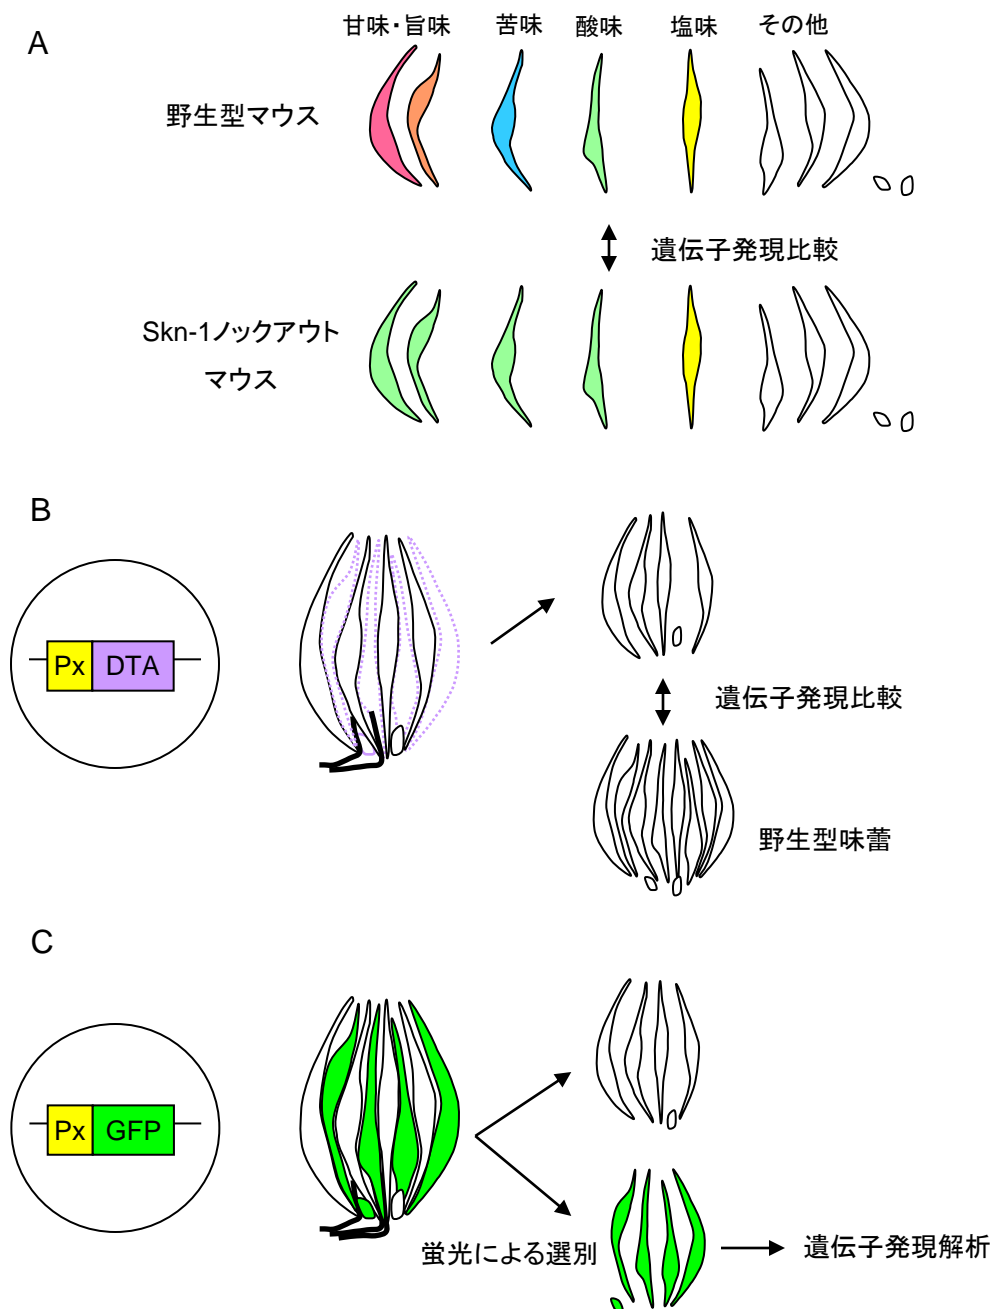 A
甘味・旨味 苦味 酸味 塩味 その他
野生型マウス
遺伝子発現比較
Skn-1ノックアウト
マウス
B
Px DTA
遺伝子発現比較
野生型味蕾
C
Px GFP
蛍光による選別
遺伝子発現解析